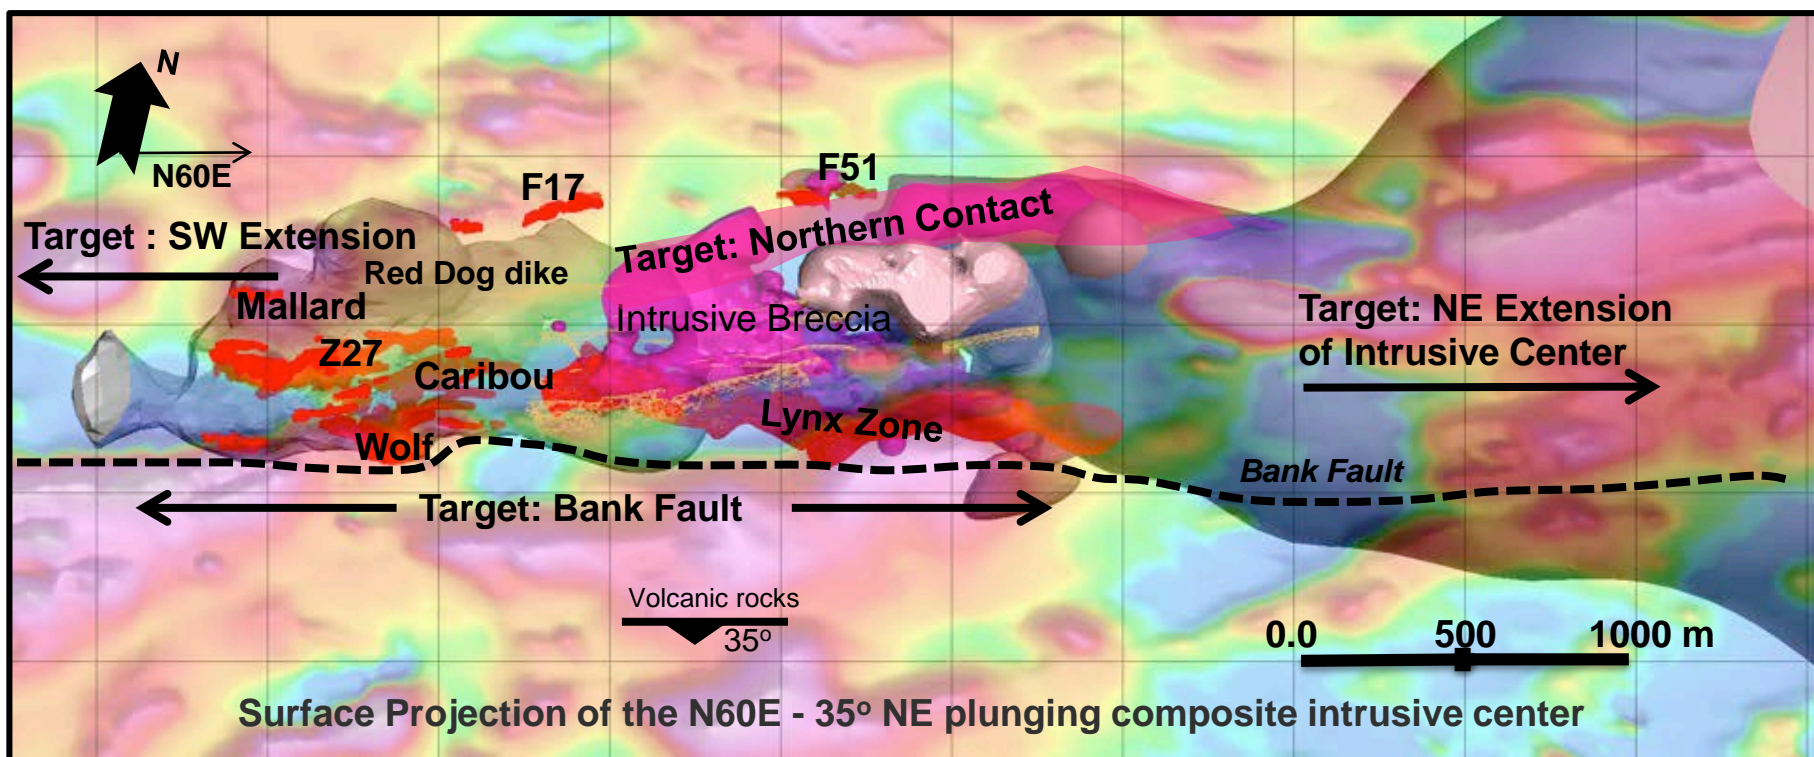 N
N60E
F17
F51
Target : SW Extension
Target: Northern Contact
Red Dog dike
Mallard
Intrusive Breccia
Target: NE Extension
of Intrusive Center
Z27
Caribou
Lynx Zone
Wolf
Bank Fault
Target: Bank Fault
Volcanic rocks
35º
0.0 500 1000 m
Surface Projection of the N60E - 35º NE plunging composite intrusive center